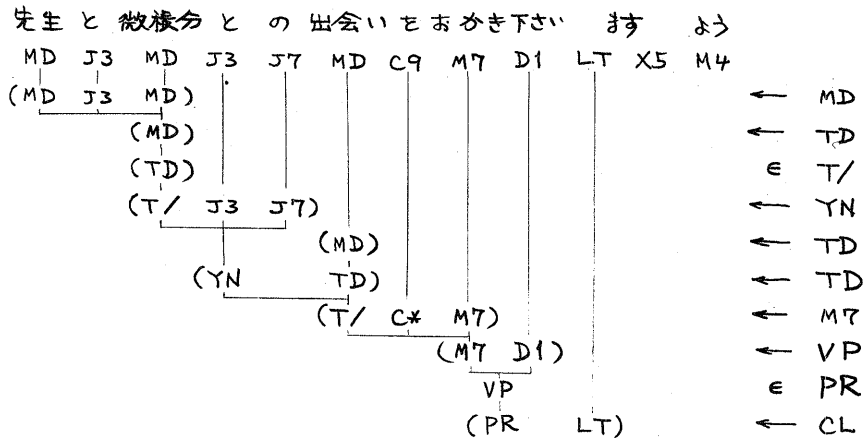 先生と微積分との出会いをおかき下さいますよう
MD J3 MD J3 J7 MD C9 M7 D1 LT X5 M4
(MD J3 MD) ← MD
(MD) ← TD
(TD) ∈ T/
(T/ J3 J7) ← YN
(MD) ← TD
(YN TD) ← TD
(T/ C* M7) ← M7
(M7 D1) ← VP
VP ∈ PR
(PR LT) ← CL